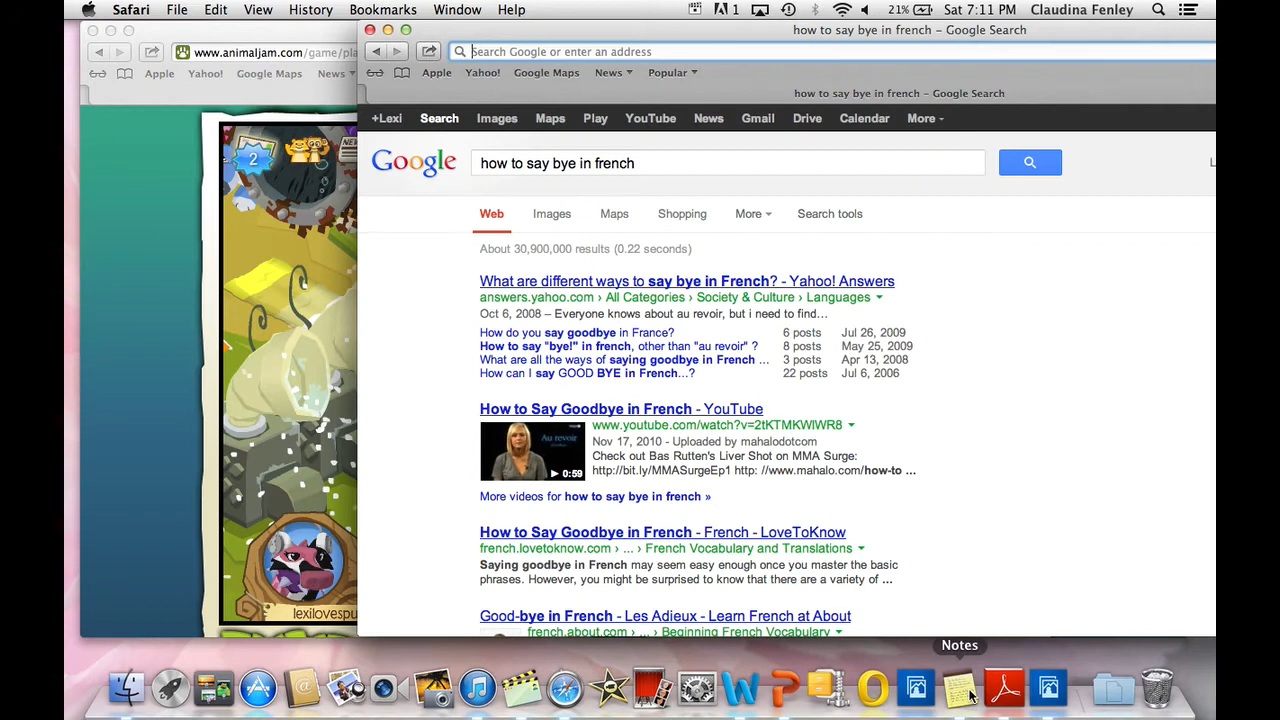 Safari File Edit View History Bookmarks Window Help 1 21% Sat 7:11 PM Claudina Fenley
how to say bye in french – Google Search
www.animaljam.com/game/pla
Search Google or enter an address
Apple Yahoo! Google Maps News
Apple Yahoo! Google Maps News Popular
how to say bye in french – Google Search
+Lexi Search Images Maps Play YouTube News Gmail Drive Calendar More
2
NEW
Google how to say bye in french
Web Images Maps Shopping More Search tools
About 30,900,000 results (0.22 seconds)
What are different ways to say bye in French? - Yahoo! Answers
answers.yahoo.com › All Categories › Society & Culture › Languages
Oct 6, 2008 – Everyone knows about au revoir, but i need to find...
How do you say goodbye in France? 6 posts Jul 26, 2009
How to say "bye!" in french, other than "au revoir" ? 8 posts May 25, 2009
What are all the ways of saying goodbye in French ... 3 posts Apr 13, 2008
How can I say GOOD BYE in French...? 22 posts Jul 6, 2006
How to Say Goodbye in French - YouTube
www.youtube.com/watch?v=2tKTMKWlWR8
Au revoir
Nov 17, 2010 - Uploaded by mahalodotcom
Check out Bas Rutten's Liver Shot on MMA Surge:
http://bit.ly/MMASurgeEp1 http: //www.mahalo.com/how-to ...
0:59
More videos for how to say bye in french »
How to Say Goodbye in French - French - LoveToKnow
french.lovetoknow.com › ... › French Vocabulary and Translations
Saying goodbye in French may seem easy enough once you master the basic
phrases. However, you might be surprised to know that there are a variety of ...
Good-bye in French - Les Adieux - Learn French at About
french.about.com › ... › Beginning French Vocabulary
lexilovespu
Notes